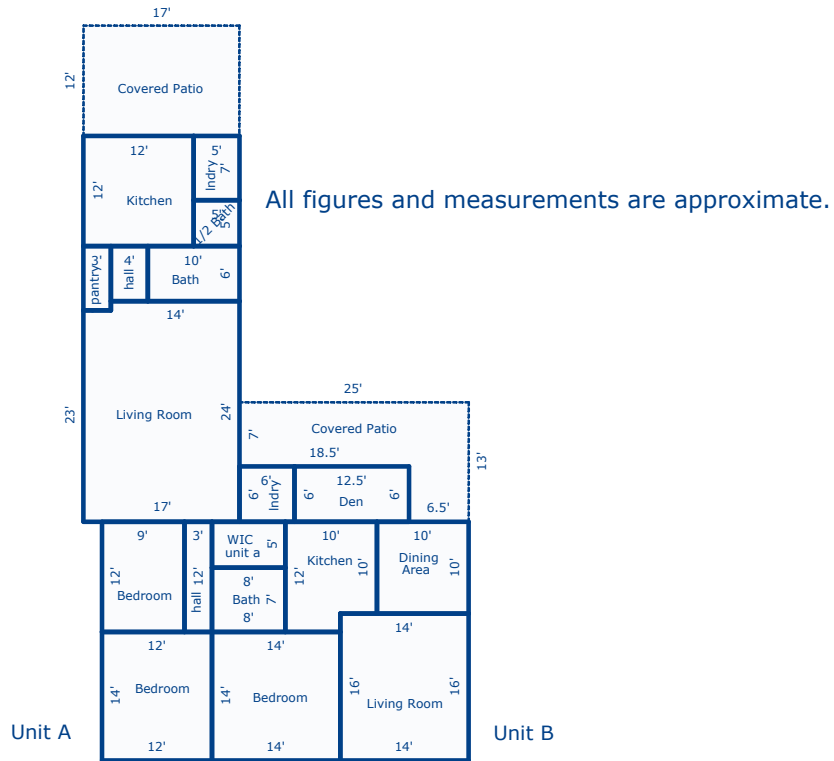 17'
12'
Covered Patio
12'
5'
7'
lndry
12'
Kitchen
All figures and measurements are approximate.
5'
5'
1/2 Bath
3'
pantry
4'
hall
10'
Bath
6'
14'
23'
Living Room
24'
17'
25'
7'
Covered Patio
13'
18.5'
6'
6'
lndry
12.5'
6'
Den
6'
6.5'
9'
12'
Bedroom
3'
12'
hall
WIC
unit a
5'
8'
Bath
7'
8'
10'
Kitchen
12'
10'
10'
Dining
Area
10'
12'
14'
Bedroom
12'
14'
14'
Bedroom
14'
14'
16'
Living Room
16'
14'
Unit A
Unit B